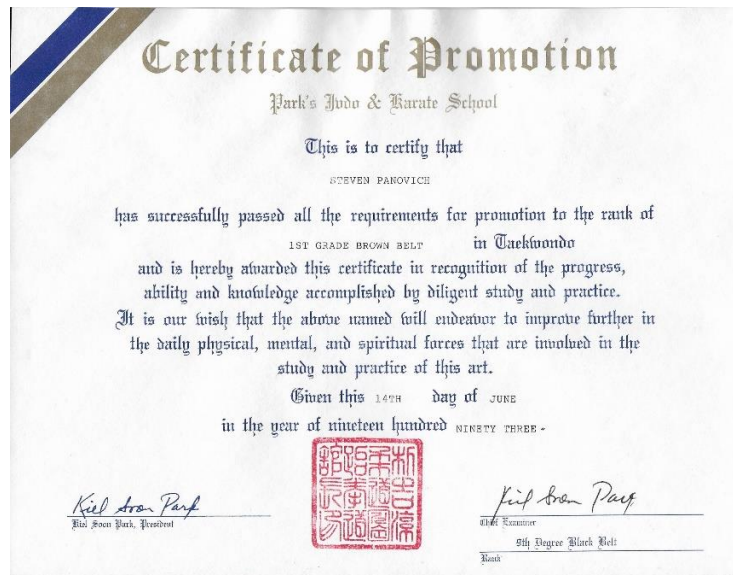 Certificate of Promotion
Park's Judo & Karate School
This is to certify that
STEVEN PANOVICH
has successfully passed all the requirements for promotion to the rank of
1ST GRADE BROWN BELT in Taekwondo
and is hereby awarded this certificate in recognition of the progress,
ability and knowledge accomplished by diligent study and practice.
It is our wish that the above named will endeavor to improve further in
the daily physical, mental, and spiritual forces that are involved in the
study and practice of this art.
Given this 14TH day of JUNE
in the year of nineteen hundred NINETY THREE-
Kiel Soon Park
Kiel Soon Park, President
Kiel Soon Park
Chief Examiner
9th Degree Black Belt
Rank